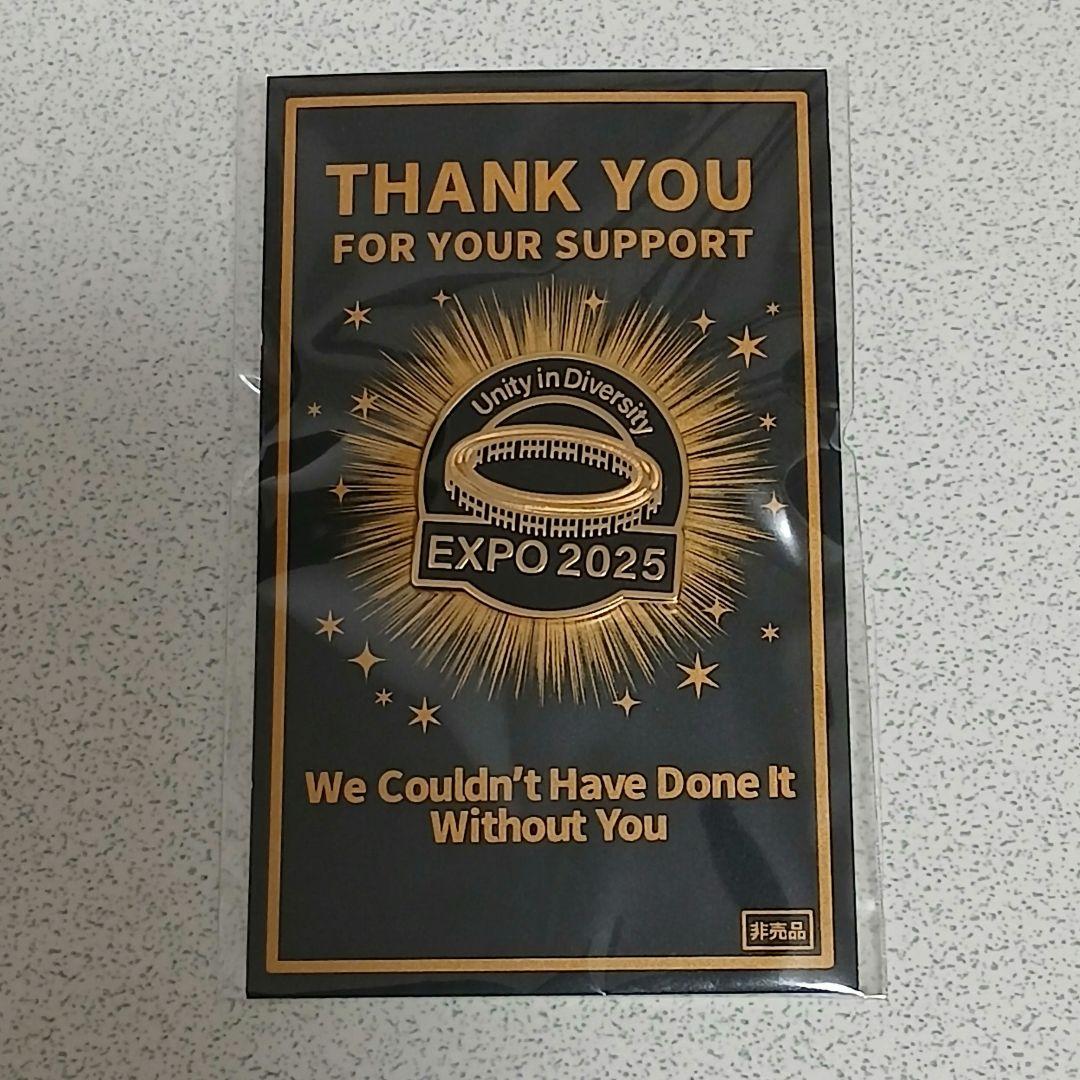 THANK YOU
FOR YOUR SUPPORT
Unity in Diversity
EXPO 2025
We Couldn't Have Done It
Without You
非売品